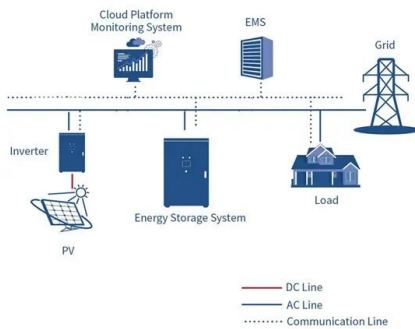 Cloud Platform
Monitoring System
EMS
Grid
Inverter
Energy Storage System
Load
PV
DC Line
AC Line
Communication Line